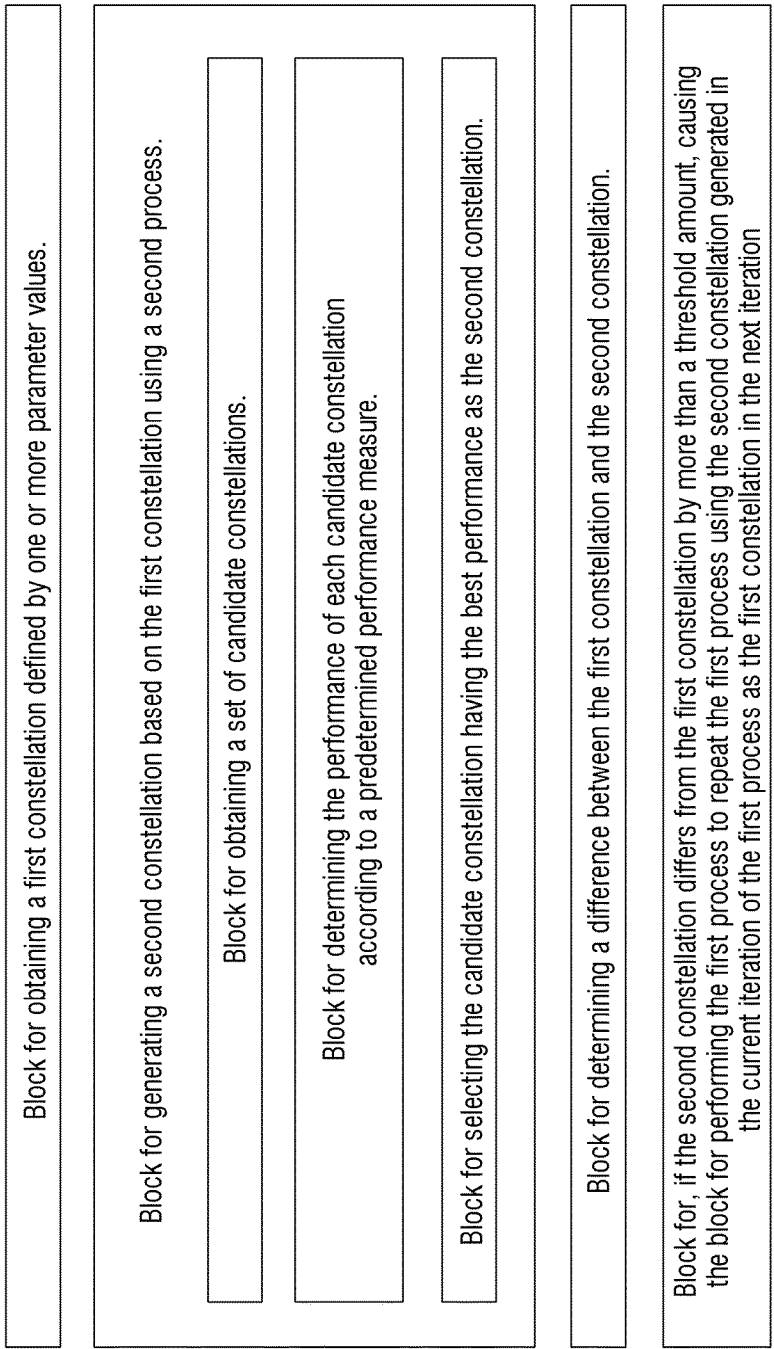 Block for obtaining a first constellation defined by one or more parameter values.
Block for generating a second constellation based on the first constellation using a second process.
Block for obtaining a set of candidate constellations.
Block for determining the performance of each candidate constellation
according to a predetermined performance measure.
Block for selecting the candidate constellation having the best performance as the second constellation.
Block for determining a difference between the first constellation and the second constellation.
Block for, if the second constellation differs from the first constellation by more than a threshold amount, causing
the block for performing the first process to repeat the first process using the second constellation generated in
the current iteration of the first process as the first constellation in the next iteration